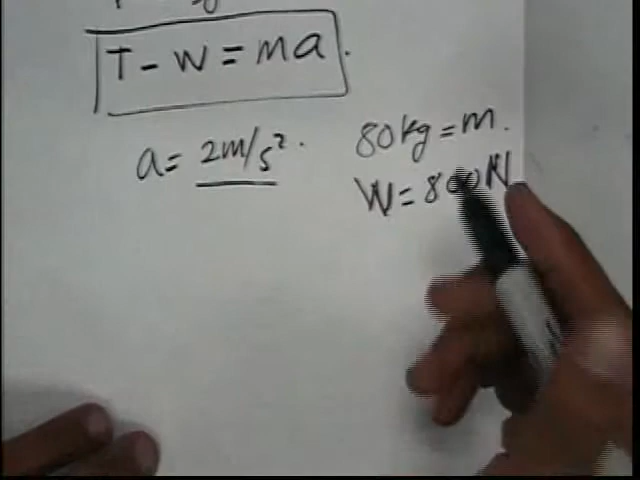 T - W = ma.
a = 2m/s².
80kg = m.
W = 800N